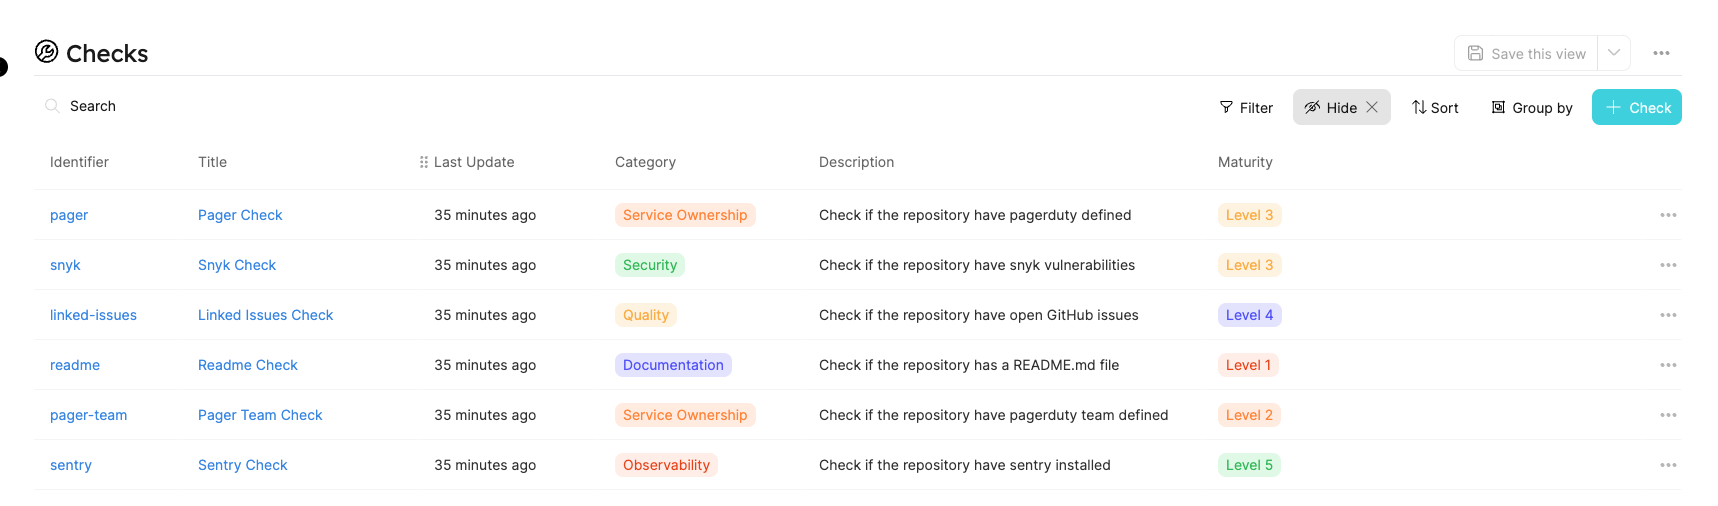 Checks
Save this view
Search
Filter Hide Sort Group by Check
Identifier Title Last Update Category Description Maturity
pager Pager Check 35 minutes ago Service Ownership Check if the repository have pagerduty defined Level 3
snyk Snyk Check 35 minutes ago Security Check if the repository have snyk vulnerabilities Level 3
linked-issues Linked Issues Check 35 minutes ago Quality Check if the repository have open GitHub issues Level 4
readme Readme Check 35 minutes ago Documentation Check if the repository has a README.md file Level 1
pager-team Pager Team Check 35 minutes ago Service Ownership Check if the repository have pagerduty team defined Level 2
sentry Sentry Check 35 minutes ago Observability Check if the repository have sentry installed Level 5